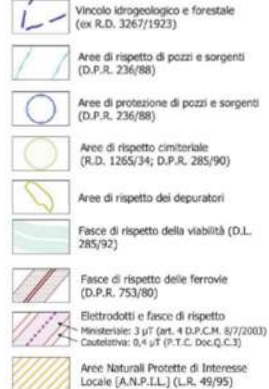 Vincolo idrogeologico e forestale
(ex R.D. 3267/1923)
Aree di rispetto di pozzi e sorgenti
(D.P.R. 236/88)
Aree di protezione di pozzi e sorgenti
(D.P.R. 236/88)
Aree di rispetto cimiteriale
(R.D. 1265/34; D.P.R. 285/90)
Aree di rispetto dei depuratori
Fasce di rispetto della viabilità (D.L.
285/92)
Fasce di rispetto delle ferrovie
(D.P.R. 753/80)
Elettrodotti e fasce di rispetto
Ministeriale: 3 µT (art. 4 D.P.C.M. 8/7/2003)
Cautelativa: 0,4 µT (P.T.C. Doc.Q.C.3)
Aree Naturali Protette di Interesse
Locale [A.N.P.I.L.] (L.R. 49/95)